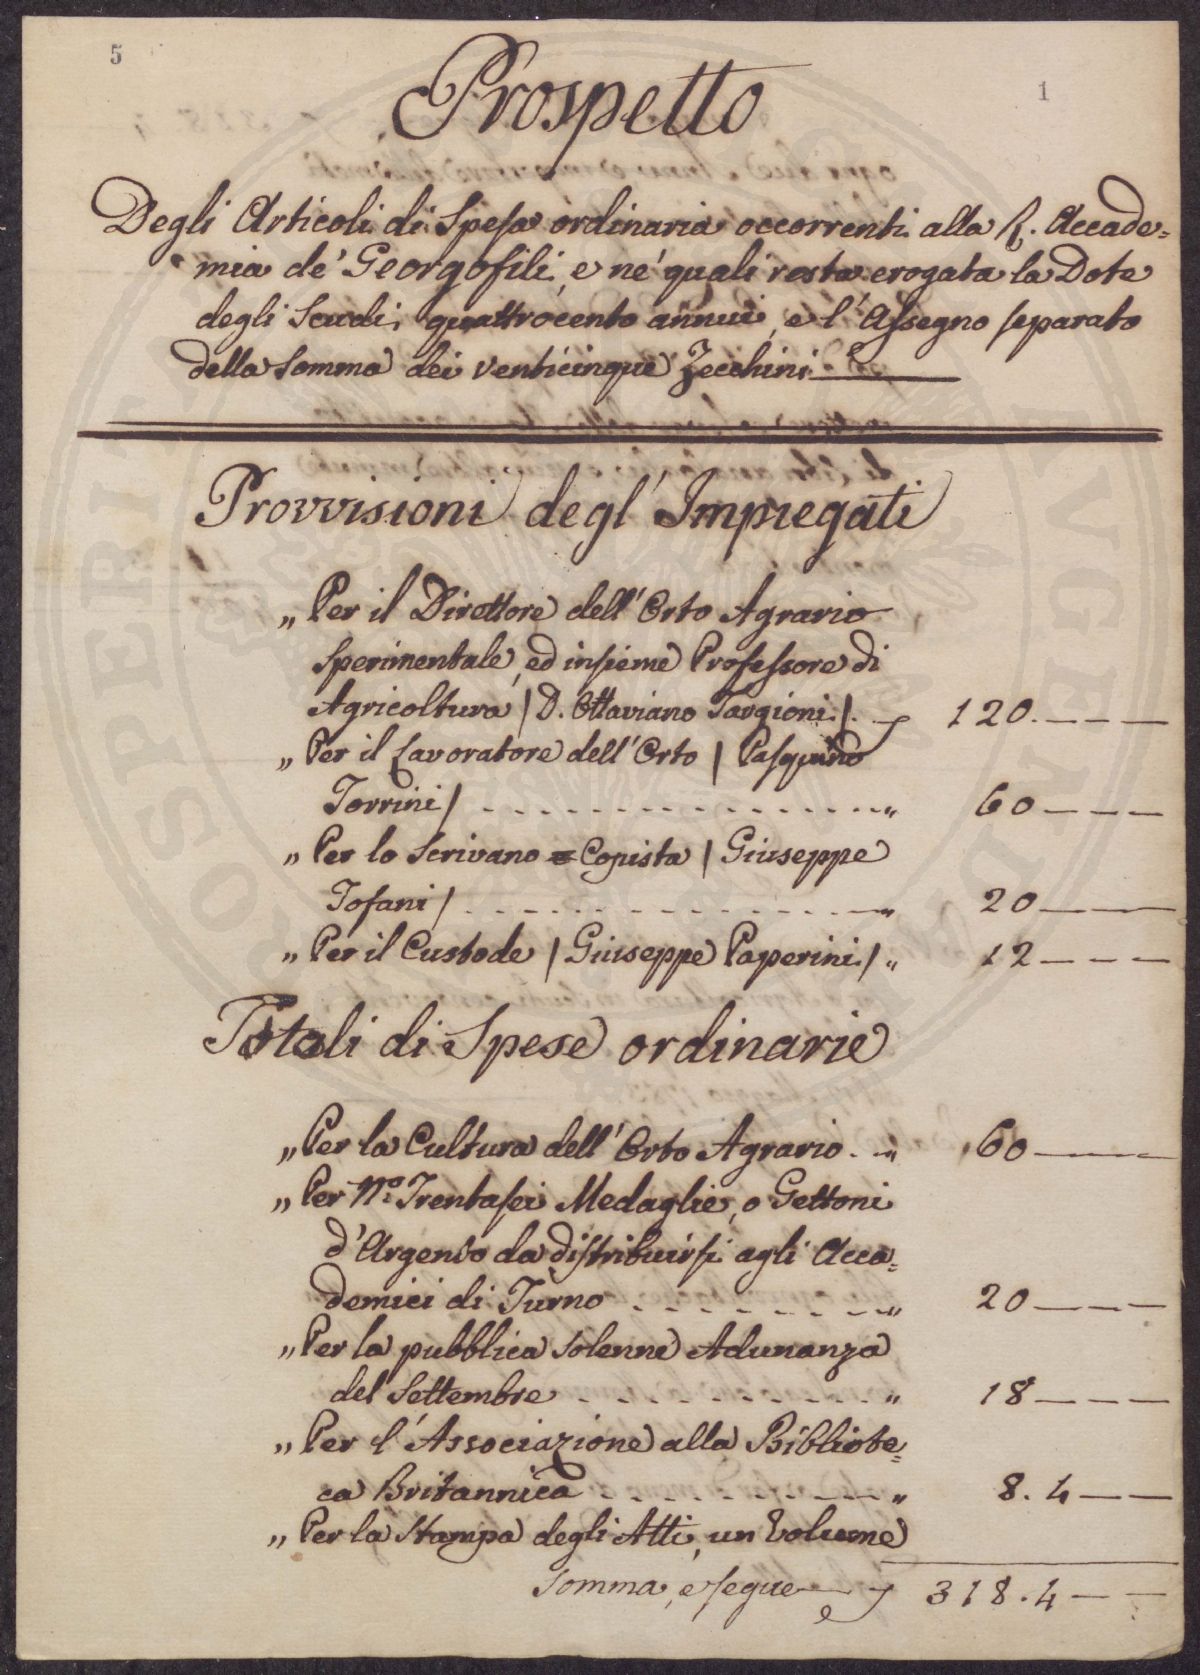 5
1
Prospetto
Degli Articoli di Spesa ordinaria occorrenti alla R. Accade=
mia de' Georgofili, e ne' quali resta erogata la Dote
degli Scudi quattrocento annui, e l'Assegno separato
della somma dei venticinque Zecchini
Provvisioni degl'Impiegati
„ Per il Direttore dell'Orto Agrario
Sperimentale, ed insieme Professore di
Agricoltura / D. Ottaviano Targioni / . 120. — — —
„ Per il Lavoratore dell'Orto / Pasquino
Torrini / - - - - - - - - „ 60 — — —
„ Per lo Scrivano = Copista / Giuseppe
Tofani / - - - - - - - - „ 20 — — —
„ Per il Custode / Giuseppe Paperini / „ 12 — — —
Totali di Spese ordinarie
„ Per la Cultura dell'Orto Agrario . „ 60 — — —
„ Per N.o Trentasei Medaglie, o Gettoni
d'Argento da distribuirsi agli Acca=
demici di Turno - - - - - - „ 20 — — —
„ Per la pubblica solenne Adunanza
del Settembre - - - - - - - „ 18 — — —
„ Per l'Associazione alla Bibliote=
ca Britannica - - - - - - - „ 8. 4 — —
„ Per la Stampa degli Atti, un Volume
Somma, e segue 318. 4 — —